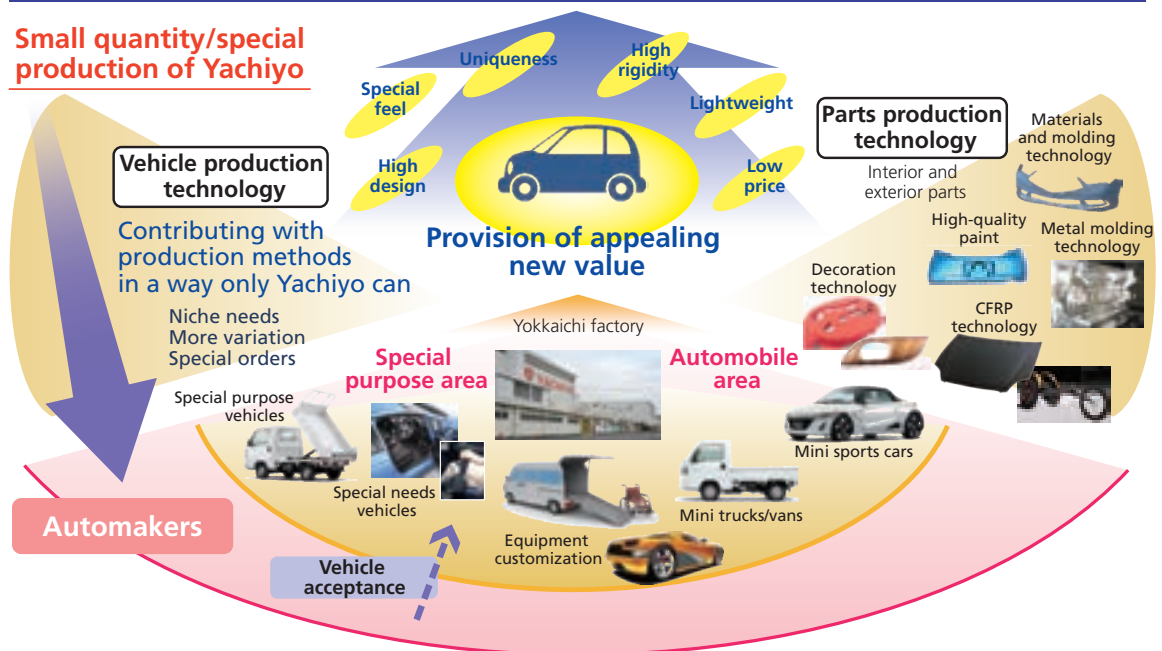 Small quantity/special
production of Yachiyo
Vehicle production
technology
Contributing with
production methods
in a way only Yachiyo can
Niche needs
More variation
Special orders
Uniqueness
High
rigidity
Special
feel
Lightweight
High
design
Low
price
Provision of appealing
new value
Parts production
technology
Interior and
exterior parts
Materials
and molding
technology
High-quality
paint
Metal molding
technology
Decoration
technology
CFRP
technology
Yokkaichi factory
Special
purpose area
Automobile
area
Special purpose
vehicles
Special needs
vehicles
Equipment
customization
Mini trucks/vans
Mini sports cars
Automakers
Vehicle
acceptance